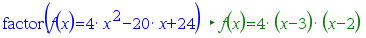 factor(f(x)=4· x²−20· x+24) ▸ f(x)=4· (x−3)· (x−2)